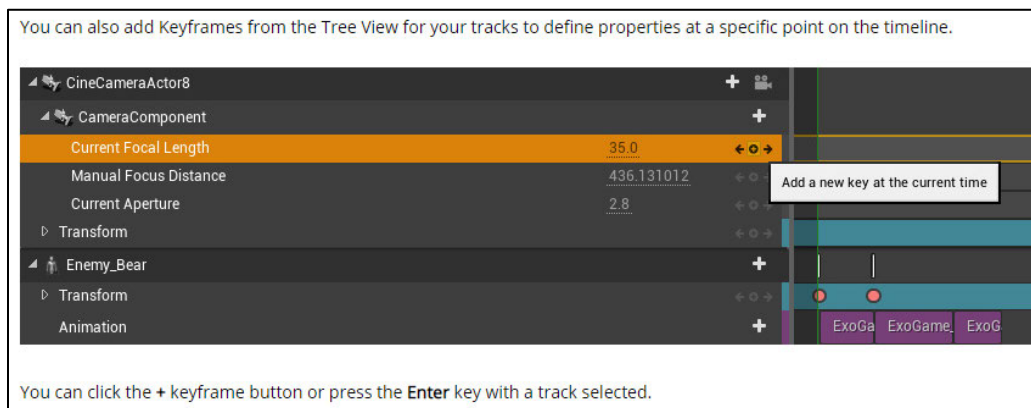 You can also add Keyframes from the Tree View for your tracks to define properties at a specific point on the timeline.
CineCameraActor8
CameraComponent
Current Focal Length 35.0
Manual Focus Distance 436.131012
Add a new key at the current time
Current Aperture 2.8
Transform
Enemy_Bear
Transform
Animation ExoGa ExoGame_ ExoG
You can click the + keyframe button or press the Enter key with a track selected.